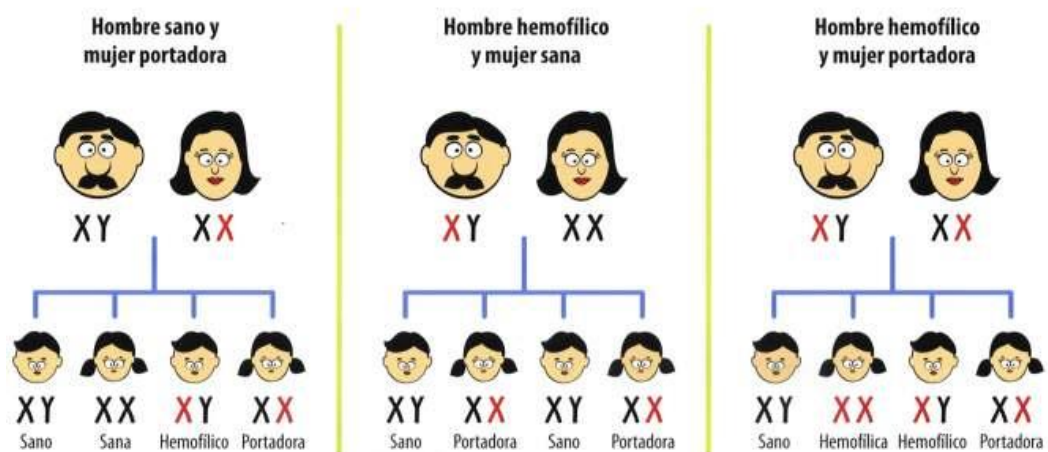 Hombre sano y
mujer portadora
XY
XX
XY
Sano
XX
Sana
XY
Hemofílico
XX
Portadora
Hombre hemofílico
y mujer sana
XY
XX
XY
Sano
XX
Portadora
XY
Sano
XX
Portadora
Hombre hemofílico
y mujer portadora
XY
XX
XY
Sano
XX
Hemofílica
XY
Hemofílico
XX
Portadora